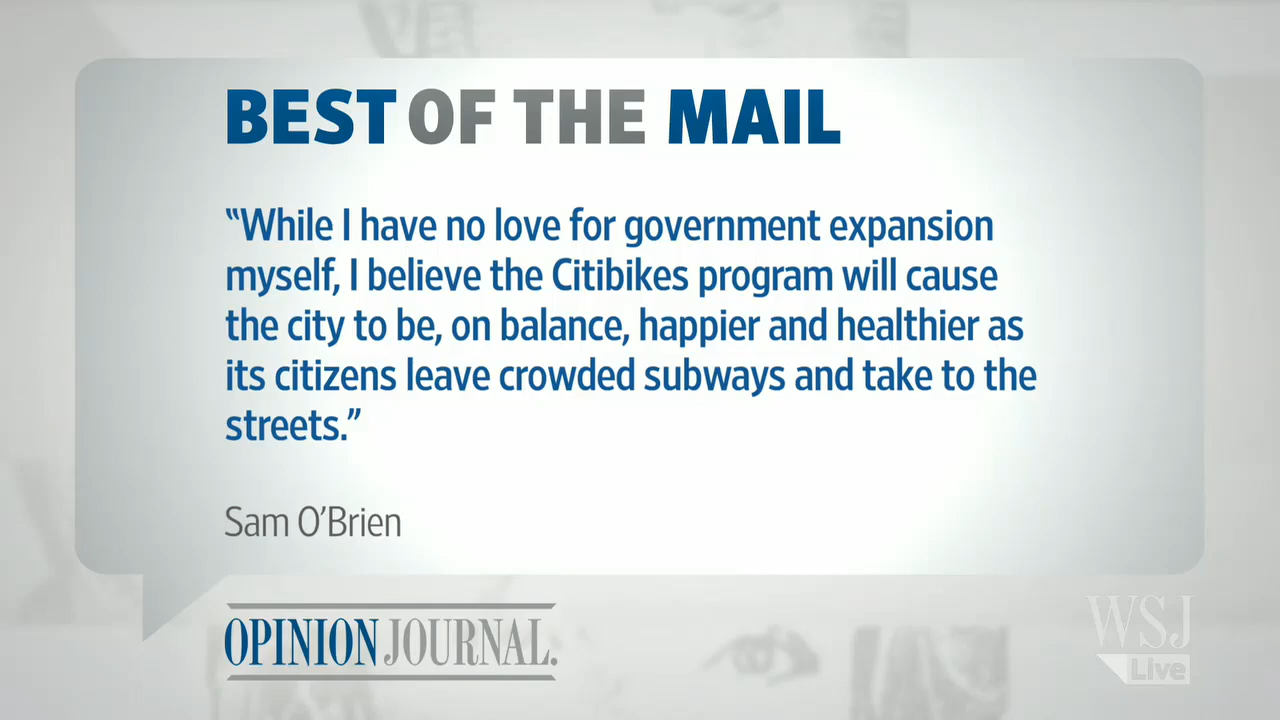 BEST OF THE MAIL
“While I have no love for government expansion
myself, I believe the Citibikes program will cause
the city to be, on balance, happier and healthier as
its citizens leave crowded subways and take to the
streets.”
Sam O’Brien
OPINION JOURNAL.
WSJ
Live